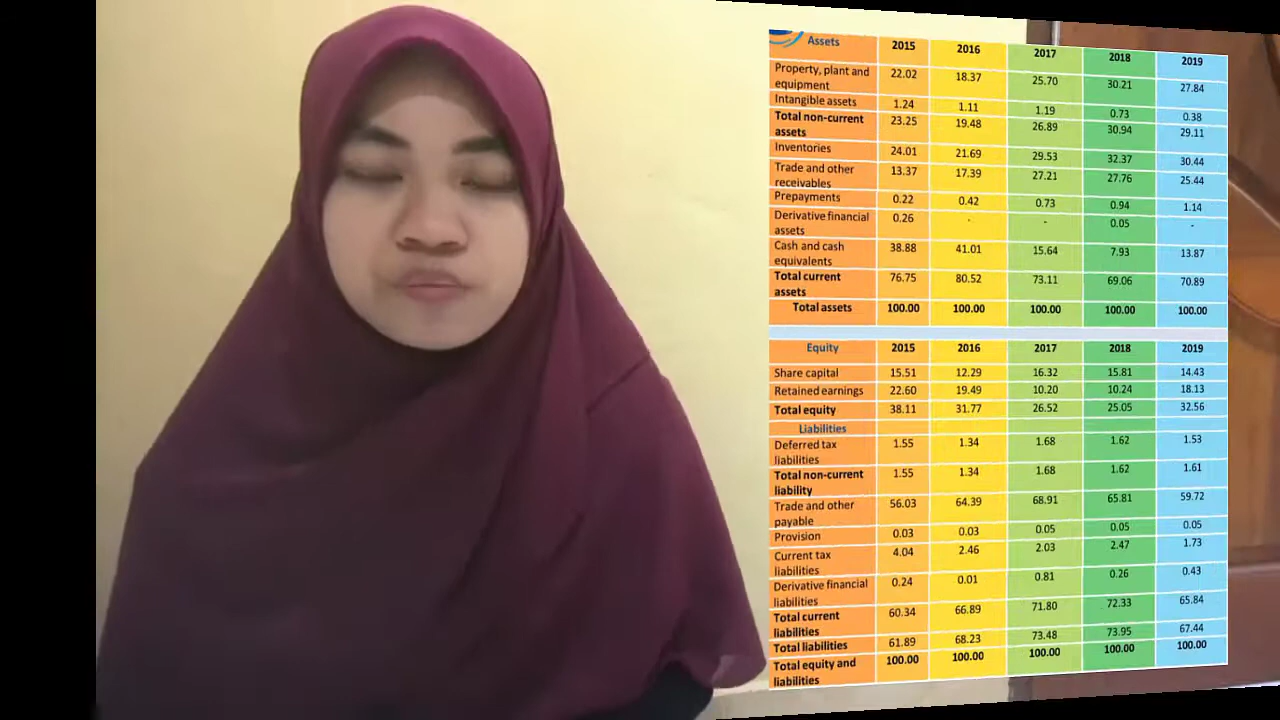 Assets 2015 2016 2017 2018 2019
Property, plant and equipment 22.02 18.37 25.70 30.21 27.84
Intangible assets 1.24 1.11 1.19 0.73 0.38
Total non-current assets 23.25 19.48 26.89 30.94 29.11
Inventories 24.01 21.69 29.53 32.37 30.44
Trade and other receivables 13.37 17.39 27.21 27.76 25.44
Prepayments 0.22 0.42 0.73 0.94 1.14
Derivative financial assets 0.26 - - 0.05 -
Cash and cash equivalents 38.88 41.01 15.64 7.93 13.87
Total current assets 76.75 80.52 73.11 69.06 70.89
Total assets 100.00 100.00 100.00 100.00 100.00
Equity 2015 2016 2017 2018 2019
Share capital 15.51 12.29 16.32 15.81 14.43
Retained earnings 22.60 19.49 10.20 10.24 18.13
Total equity 38.11 31.77 26.52 25.05 32.56
Liabilities
Deferred tax liabilities 1.55 1.34 1.68 1.62 1.53
Total non-current liability 1.55 1.34 1.68 1.62 1.61
Trade and other payable 56.03 64.39 68.91 65.81 59.72
Provision 0.03 0.03 0.05 0.05 0.05
Current tax liabilities 4.04 2.46 2.03 2.47 1.73
Derivative financial liabilities 0.24 0.01 0.81 0.26 0.43
Total current liabilities 60.34 66.89 71.80 72.33 65.84
Total liabilities 61.89 68.23 73.48 73.95 67.44
Total equity and liabilities 100.00 100.00 100.00 100.00 100.00